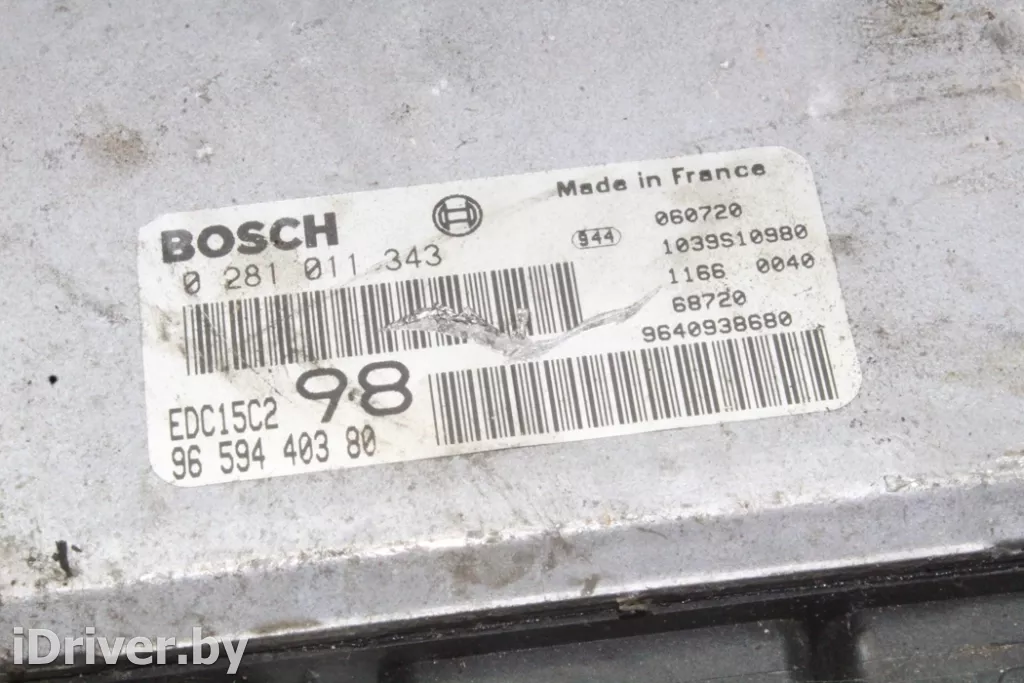 BOSCH
0 281 011 343
Made in France
944
060720
1039S10980
1166 0040
68720
9640938680
EDC15C2 98
96 594 403 80
iDriver.by